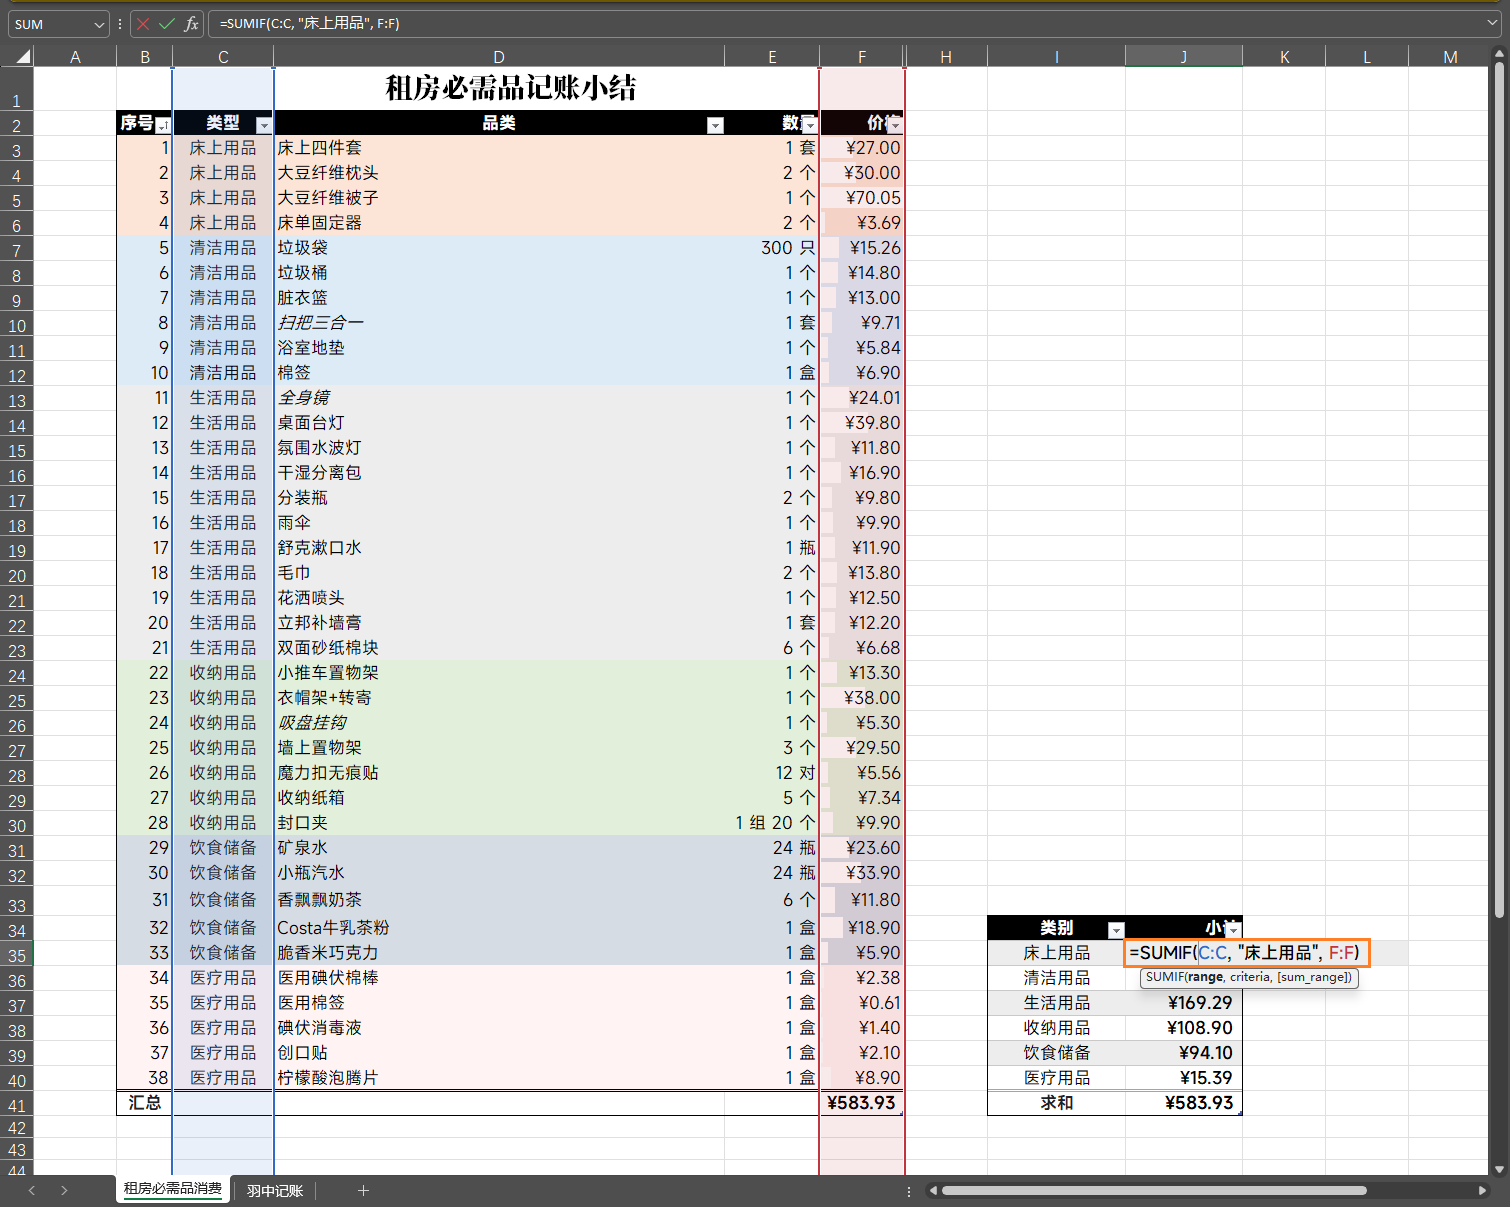 SUM =SUMIF(C:C, "床上用品", F:F)
A B C D E F H I J K L M
1 租房必需品记账小结
2 序号 类型 品类 数量 价格
3 1 床上用品 床上四件套 1 套 ¥27.00
4 2 床上用品 大豆纤维枕头 2 个 ¥30.00
5 3 床上用品 大豆纤维被子 1 个 ¥70.05
6 4 床上用品 床单固定器 2 个 ¥3.69
7 5 清洁用品 垃圾袋 300 只 ¥15.26
8 6 清洁用品 垃圾桶 1 个 ¥14.80
9 7 清洁用品 脏衣篮 1 个 ¥13.00
10 8 清洁用品 扫把三合一 1 套 ¥9.71
11 9 清洁用品 浴室地垫 1 个 ¥5.84
12 10 清洁用品 棉签 1 盒 ¥6.90
13 11 生活用品 全身镜 1 个 ¥24.01
14 12 生活用品 桌面台灯 1 个 ¥39.80
15 13 生活用品 氛围水波灯 1 个 ¥11.80
16 14 生活用品 干湿分离包 1 个 ¥16.90
17 15 生活用品 分装瓶 2 个 ¥9.80
18 16 生活用品 雨伞 1 个 ¥9.90
19 17 生活用品 舒克漱口水 1 瓶 ¥11.90
20 18 生活用品 毛巾 2 个 ¥13.80
21 19 生活用品 花洒喷头 1 个 ¥12.50
22 20 生活用品 立邦补墙膏 1 套 ¥12.20
23 21 生活用品 双面砂纸棉块 6 个 ¥6.68
24 22 收纳用品 小推车置物架 1 个 ¥13.30
25 23 收纳用品 衣帽架+转寄 1 个 ¥38.00
26 24 收纳用品 吸盘挂钩 1 个 ¥5.30
27 25 收纳用品 墙上置物架 3 个 ¥29.50
28 26 收纳用品 魔力扣无痕贴 12 对 ¥5.56
29 27 收纳用品 收纳纸箱 5 个 ¥7.34
30 28 收纳用品 封口夹 1 组 20 个 ¥9.90
31 29 饮食储备 矿泉水 24 瓶 ¥23.60
32 30 饮食储备 小瓶汽水 24 瓶 ¥33.90
33 31 饮食储备 香飘飘奶茶 6 个 ¥11.80
34 32 饮食储备 Costa牛乳茶粉 1 盒 ¥18.90 类别 小计
35 33 饮食储备 脆香米巧克力 1 盒 ¥5.90 床上用品 =SUMIF(C:C, "床上用品", F:F)
36 34 医疗用品 医用碘伏棉棒 1 盒 ¥2.38 清洁用品 SUMIF(range, criteria, [sum_range])
37 35 医疗用品 医用棉签 1 盒 ¥0.61 生活用品 ¥169.29
38 36 医疗用品 碘伏消毒液 1 盒 ¥1.40 收纳用品 ¥108.90
39 37 医疗用品 创口贴 1 盒 ¥2.10 饮食储备 ¥94.10
40 38 医疗用品 柠檬酸泡腾片 1 盒 ¥8.90 医疗用品 ¥15.39
41 汇总 ¥583.93 求和 ¥583.93
42
43
44
租房必需品消费 羽中记账